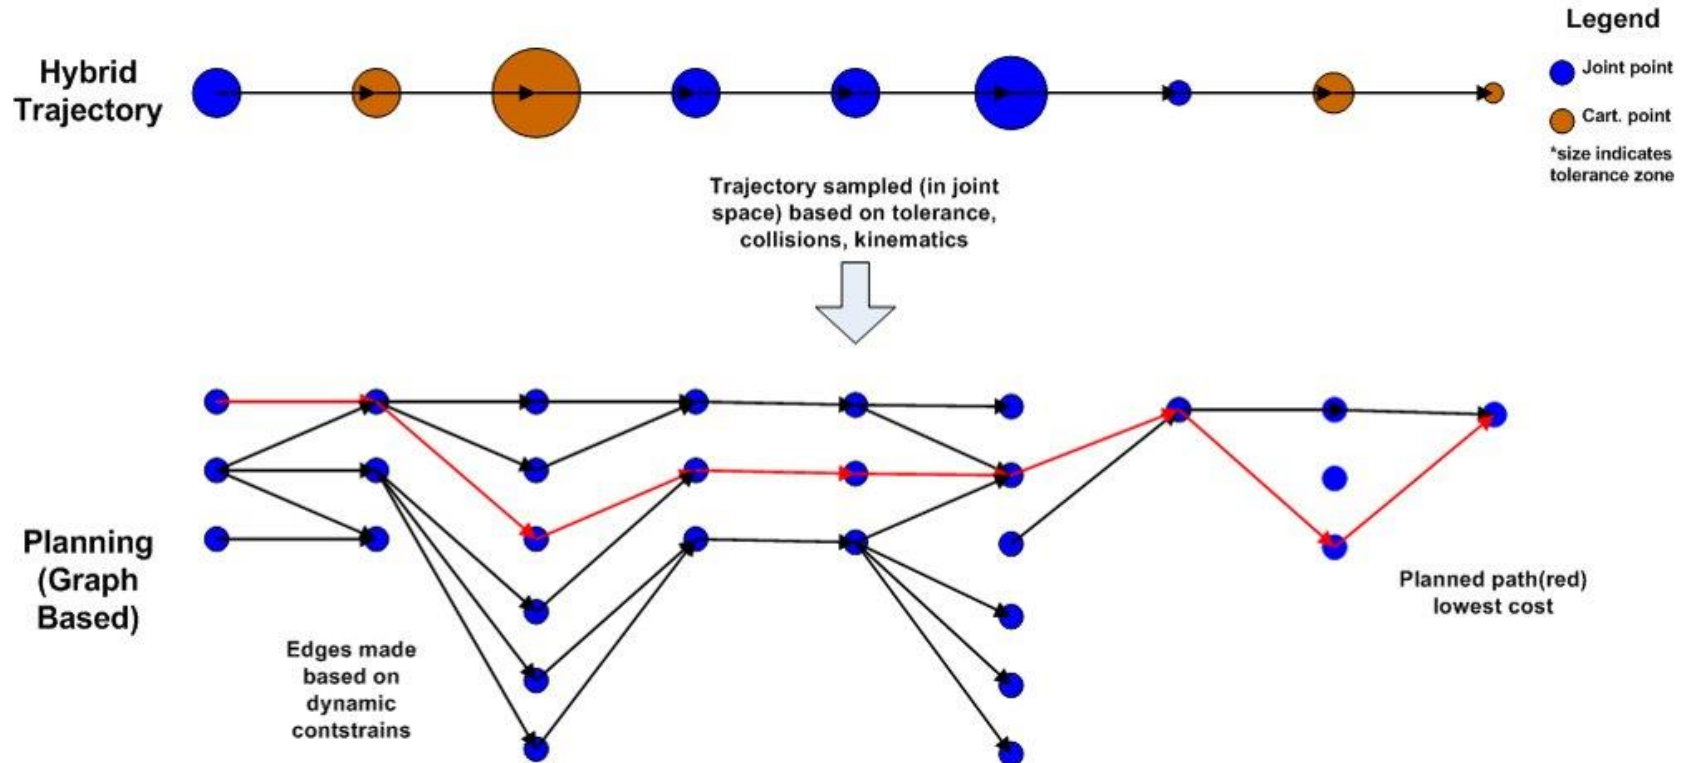 Legend
Hybrid
Trajectory
Joint point
Cart. point
*size indicates
tolerance zone
Trajectory sampled (in joint
space) based on tolerance,
collisions, kinematics
Planning
(Graph
Based)
Edges made
based on
dynamic
contstrains
Planned path(red)
lowest cost